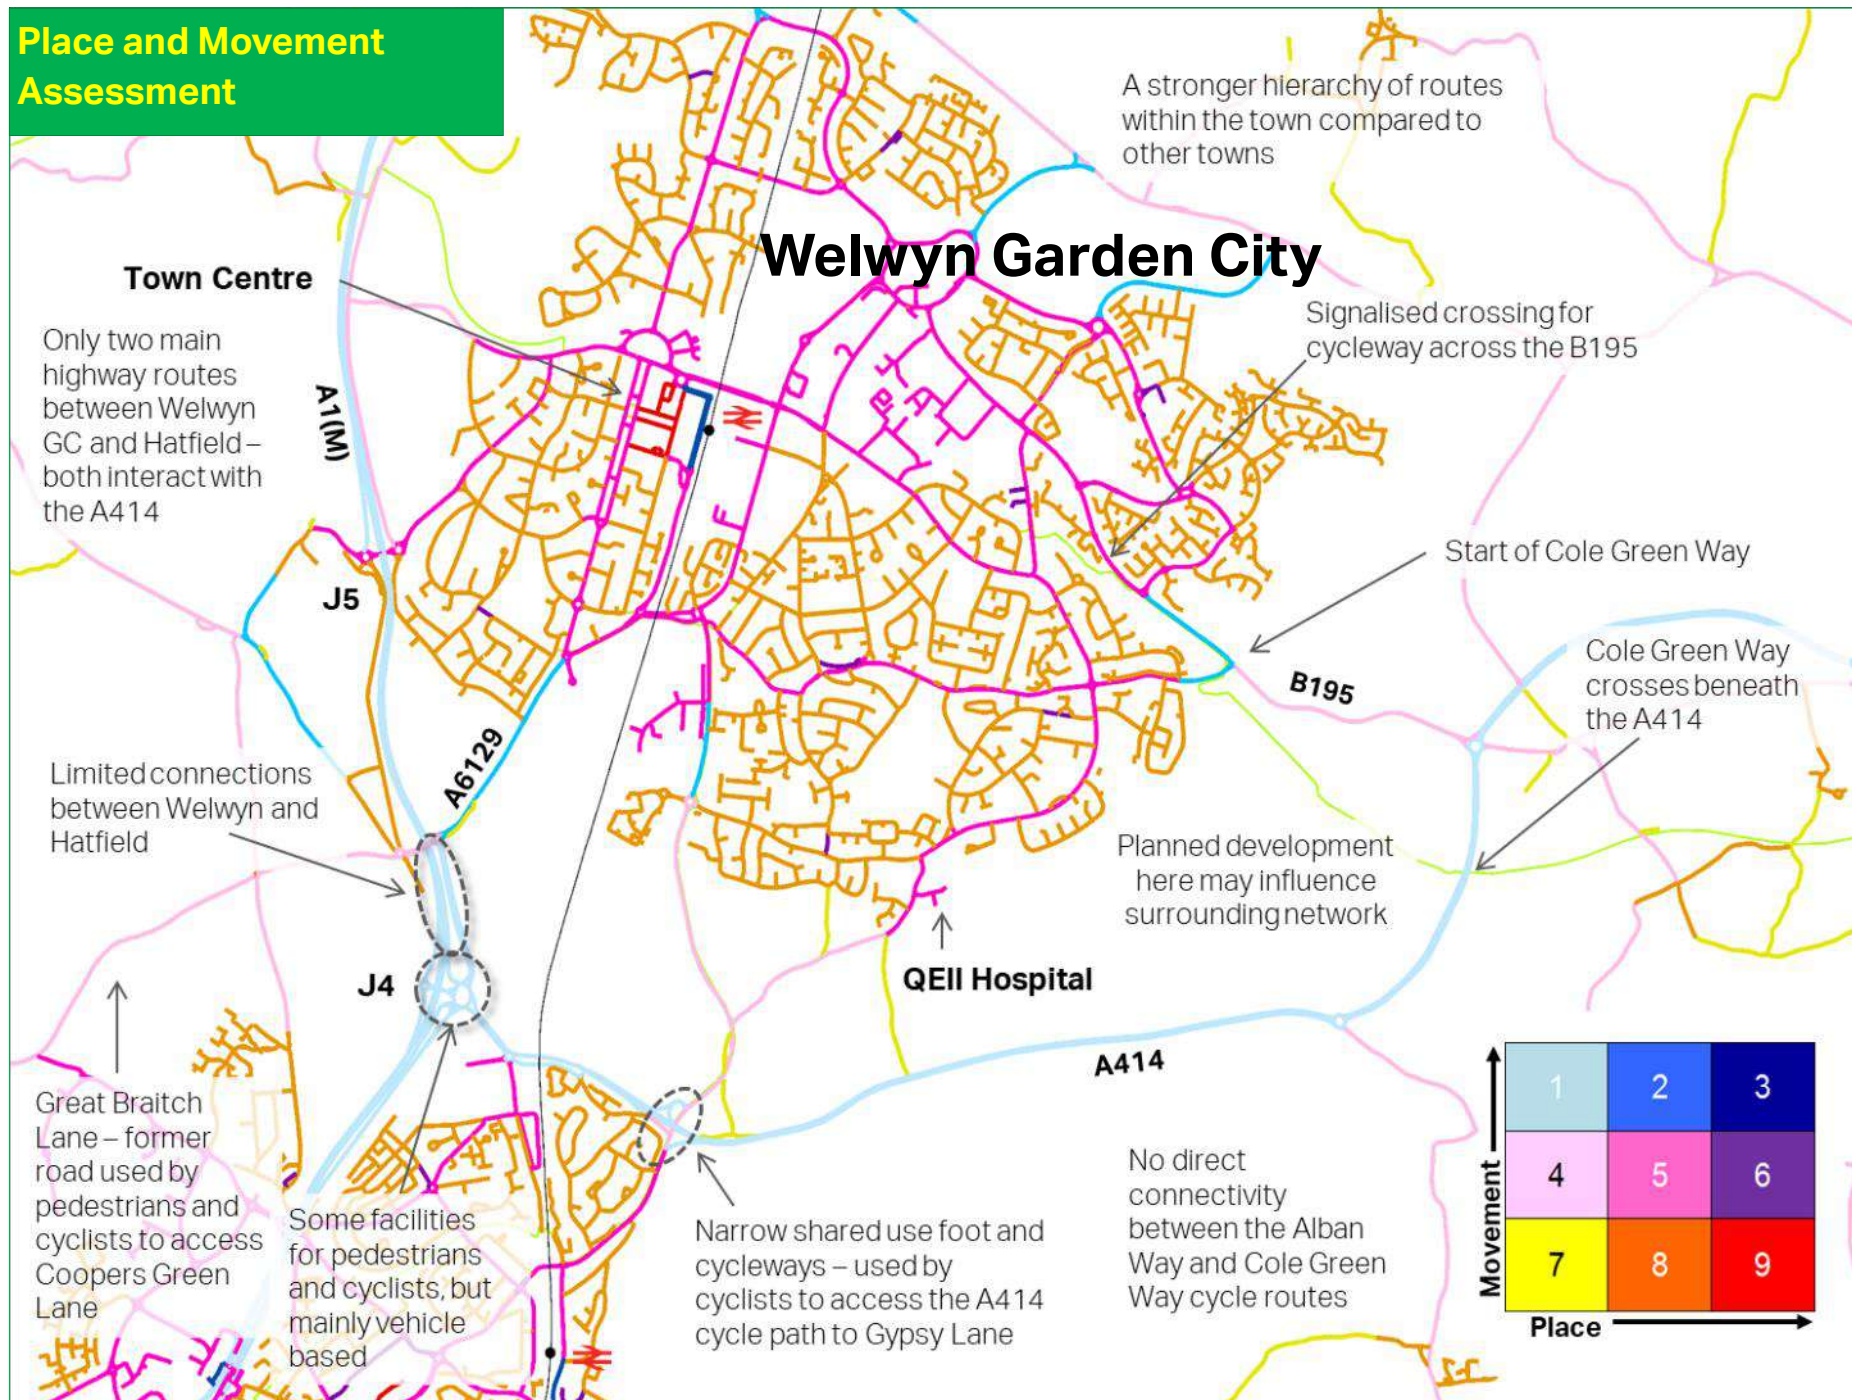 Place and Movement
Assessment
A stronger hierarchy of routes
within the town compared to
other towns
Welwyn Garden City
Town Centre
Signalised crossing for
cycleway across the B195
Only two main
highway routes
between Welwyn
GC and Hatfield –
both interact with
the A414
A1(M)
Start of Cole Green Way
J5
Cole Green Way
crosses beneath
the A414
B195
A6129
Limited connections
between Welwyn and
Hatfield
Planned development
here may influence
surrounding network
J4
QEII Hospital
A414
Great Braitch
Lane – former
road used by
pedestrians and
cyclists to access
Coopers Green
Lane
Some facilities
for pedestrians
and cyclists, but
mainly vehicle
based
Narrow shared use foot and
cycleways – used by
cyclists to access the A414
cycle path to Gypsy Lane
No direct
connectivity
between the Alban
Way and Cole Green
Way cycle routes
Movement
1 2 3
4 5 6
7 8 9
Place